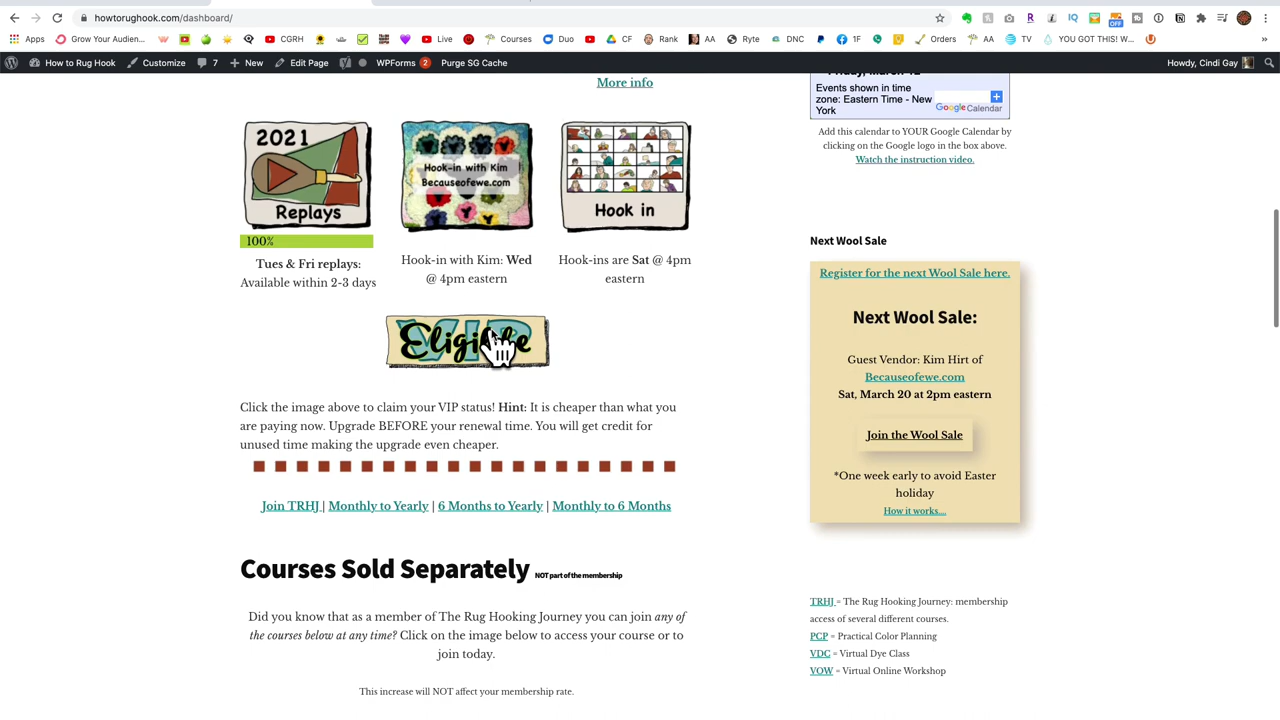 howtorughook.com/dashboard/
Apps Grow Your Audien... CGRH Live Courses Duo CF Rank AA Ryte DNC 1F Orders AA TV YOU GOT THIS! W...
How to Rug Hook Customize 7 New Edit Page WPForms 2 Purge SG Cache Howdy, Cindi Gay
More info
2021
Replays
100%
Tues & Fri replays:
Available within 2-3 days
Hook-in with Kim
Becauseofewe.com
Hook-in with Kim: Wed
@ 4pm eastern
Hook in
Hook-ins are Sat @ 4pm
eastern
VIP
Eligible
Click the image above to claim your VIP status! Hint: It is cheaper than what you
are paying now. Upgrade BEFORE your renewal time. You will get credit for
unused time making the upgrade even cheaper.
Join TRHJ | Monthly to Yearly | 6 Months to Yearly | Monthly to 6 Months
Courses Sold Separately NOT part of the membership
Did you know that as a member of The Rug Hooking Journey you can join any of
the courses below at any time? Click on the image below to access your course or to
join today.
This increase will NOT affect your membership rate.
Events shown in time
zone: Eastern Time - New
York
Google Calendar
Add this calendar to YOUR Google Calendar by
clicking on the Google logo in the box above.
Watch the instruction video.
Next Wool Sale
Register for the next Wool Sale here.
Next Wool Sale:
Guest Vendor: Kim Hirt of
Becauseofewe.com
Sat, March 20 at 2pm eastern
Join the Wool Sale
*One week early to avoid Easter
holiday
How it works....
TRHJ = The Rug Hooking Journey: membership
access of several different courses.
PCP = Practical Color Planning
VDC = Virtual Dye Class
VOW = Virtual Online Workshop